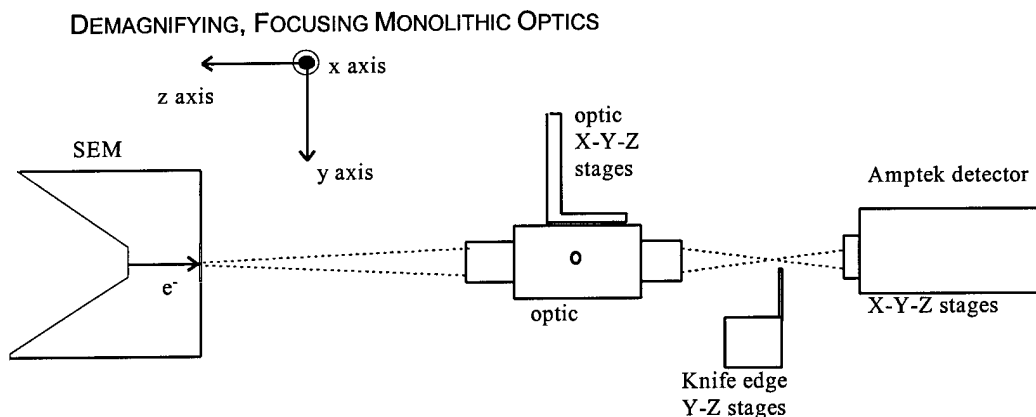 DEMAGNIFYING, FOCUSING MONOLITHIC OPTICS
x axis
z axis
y axis
SEM
e-
optic
X-Y-Z
stages
optic
Amptek detector
X-Y-Z stages
Knife edge
Y-Z stages